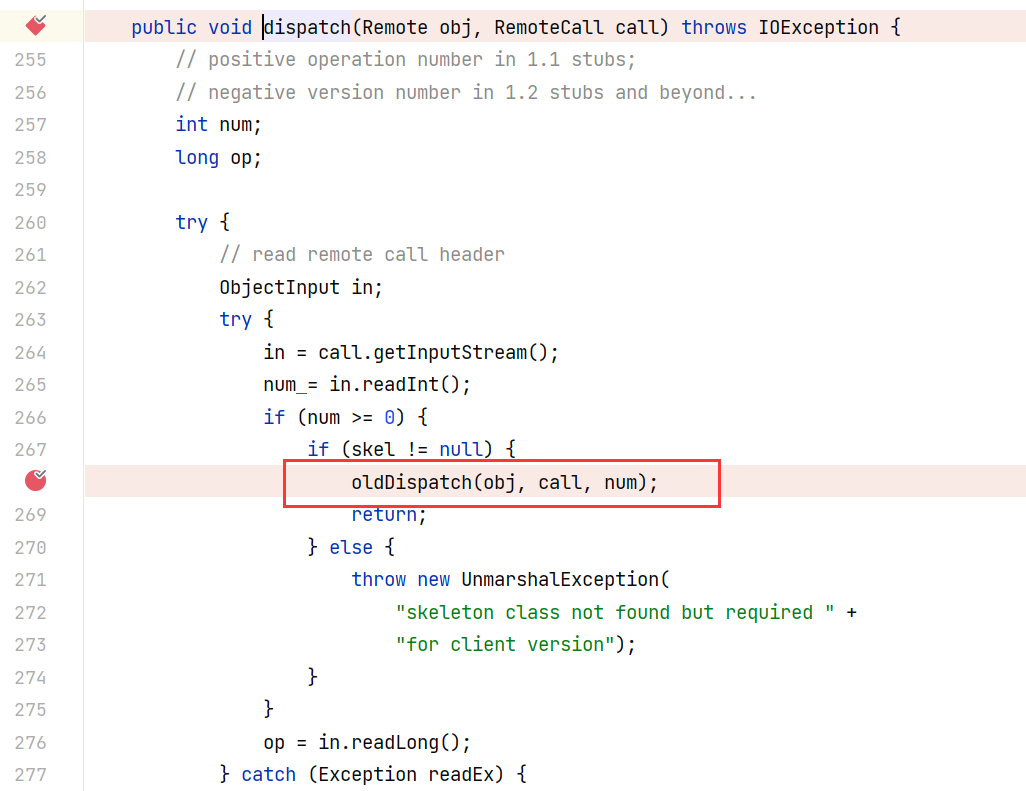 public void dispatch(Remote obj, RemoteCall call) throws IOException {
255 // positive operation number in 1.1 stubs;
256 // negative version number in 1.2 stubs and beyond...
257 int num;
258 long op;
259
260 try {
261 // read remote call header
262 ObjectInput in;
263 try {
264 in = call.getInputStream();
265 num = in.readInt();
266 if (num >= 0) {
267 if (skel != null) {
oldDispatch(obj, call, num);
269 return;
270 } else {
271 throw new UnmarshalException(
272 "skeleton class not found but required " +
273 "for client version");
274 }
275 }
276 op = in.readLong();
277 } catch (Exception readEx) {